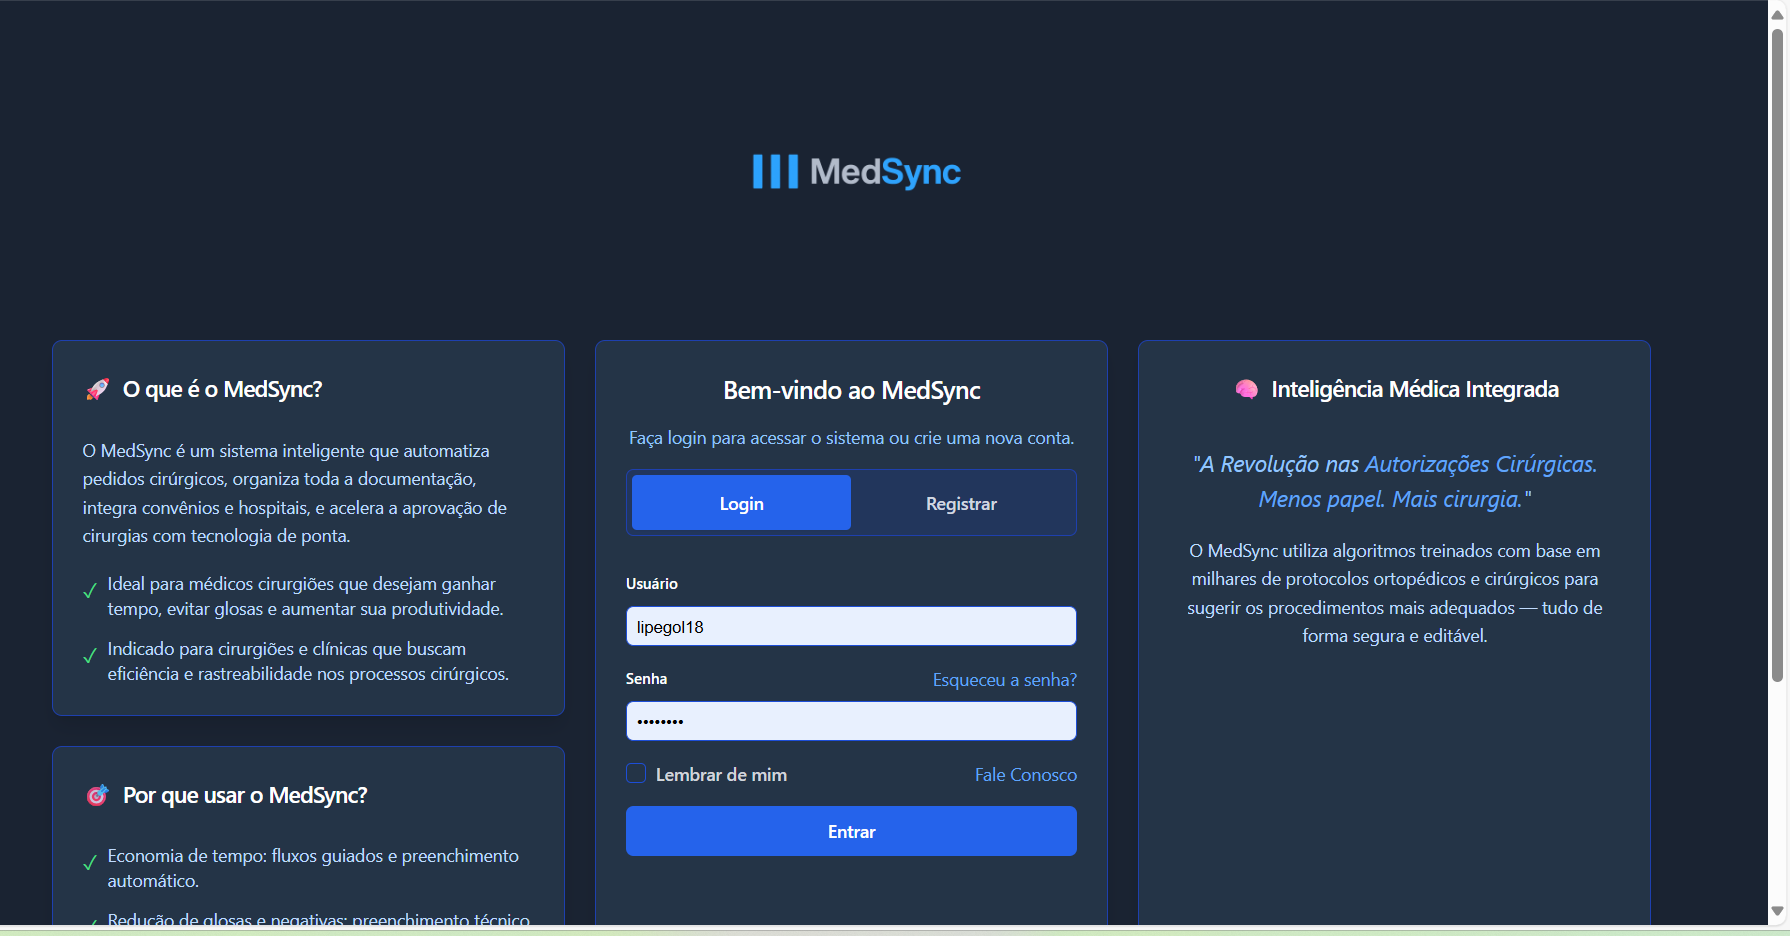 MedSync
O que é o MedSync?
O MedSync é um sistema inteligente que automatiza
pedidos cirúrgicos, organiza toda a documentação,
integra convênios e hospitais, e acelera a aprovação de
cirurgias com tecnologia de ponta.
✓ Ideal para médicos cirurgiões que desejam ganhar
tempo, evitar glosas e aumentar sua produtividade.
✓ Indicado para cirurgiões e clínicas que buscam
eficiência e rastreabilidade nos processos cirúrgicos.
Por que usar o MedSync?
✓ Economia de tempo: fluxos guiados e preenchimento
automático.
✓ Redução de glosas e negativas: preenchimento técnico
Bem-vindo ao MedSync
Faça login para acessar o sistema ou crie uma nova conta.
Login
Registrar
Usuário
lipegol18
Senha
Esqueceu a senha?
••••••••
Lembrar de mim
Fale Conosco
Entrar
Inteligência Médica Integrada
"A Revolução nas Autorizações Cirúrgicas.
Menos papel. Mais cirurgia."
O MedSync utiliza algoritmos treinados com base em
milhares de protocolos ortopédicos e cirúrgicos para
sugerir os procedimentos mais adequados — tudo de
forma segura e editável.